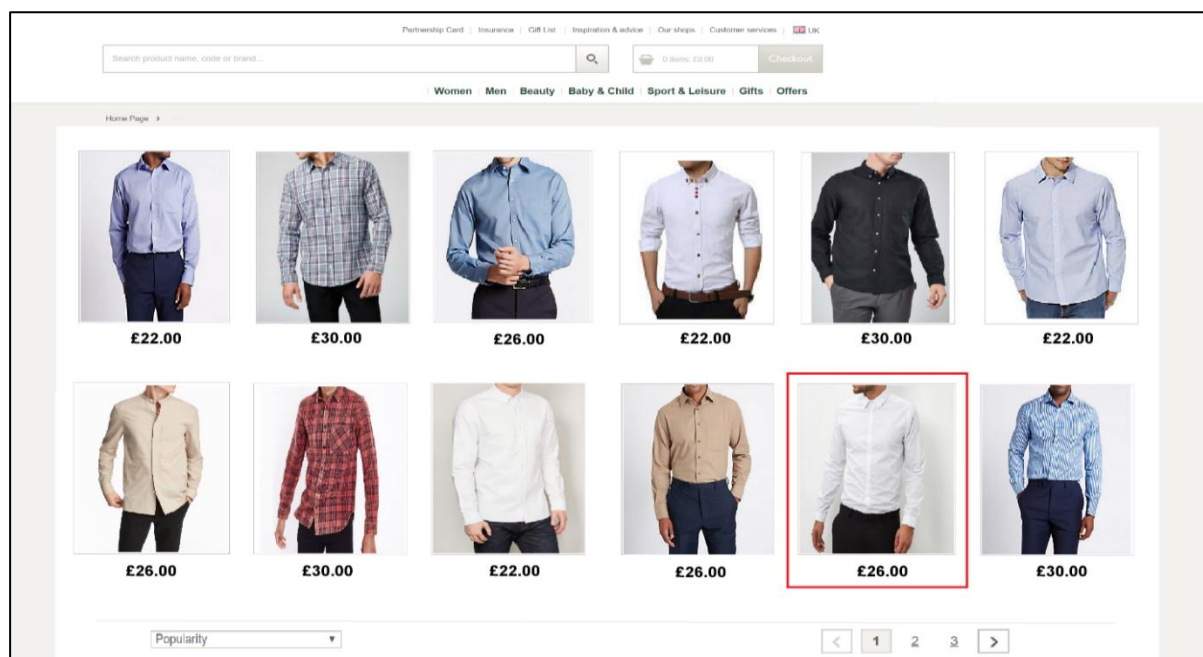 Partnership Card | Insurance | Gift List | Inspiration & advice | Our shops | Customer services | UK
Search product name, code or brand...
0 items: £0.00 Checkout
Women | Men | Beauty | Baby & Child | Sport & Leisure | Gifts | Offers
Home Page >
£22.00 £30.00 £26.00 £22.00 £30.00 £22.00
£26.00 £30.00 £22.00 £26.00 £26.00 £30.00
Popularity ▼ < 1 2 3 >